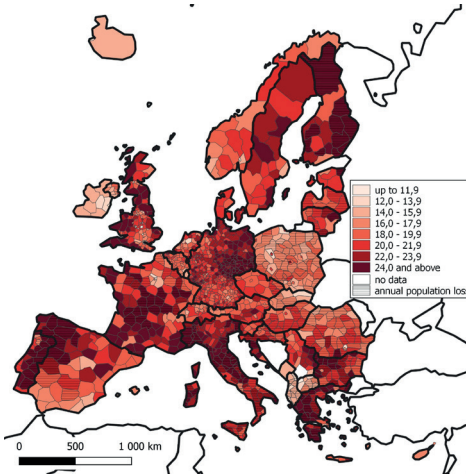 up to 11,9
12,0 - 13,9
14,0 - 15,9
16,0 - 17,9
18,0 - 19,9
20,0 - 21,9
22,0 - 23,9
24,0 and above
no data
annual population loss
0 500 1 000 km